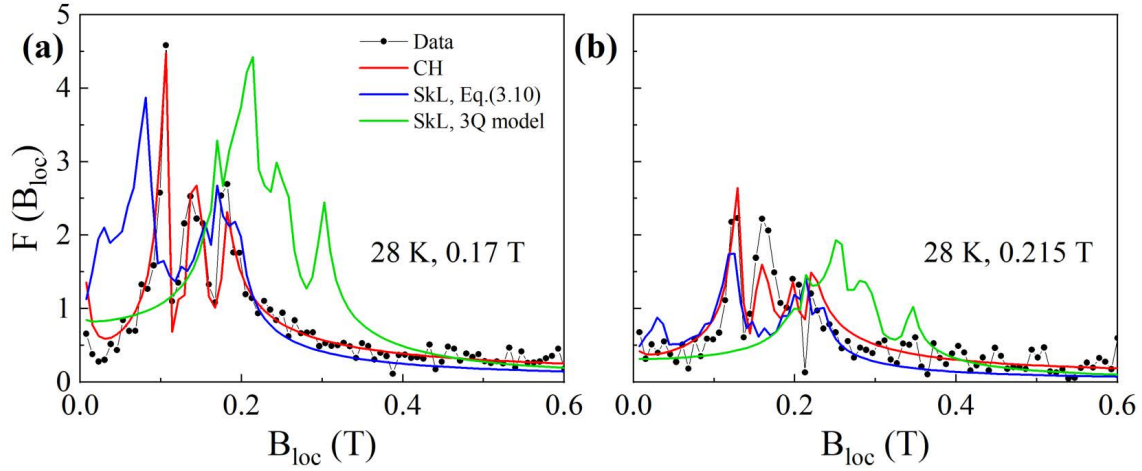 (a)
Data
CH
SkL, Eq.(3.10)
SkL, 3Q model
28 K, 0.17 T
5
4
3
2
1
0
F (B_loc)
0.0 0.2 0.4 0.6
B_loc (T)
(b)
28 K, 0.215 T
0.0 0.2 0.4 0.6
B_loc (T)